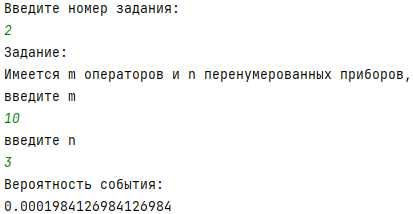 Введите номер задания:
2
Задание:
Имеется m операторов и n перенумерованных приборов,
введите m
10
введите n
3
Вероятность события:
0.0001984126984126984